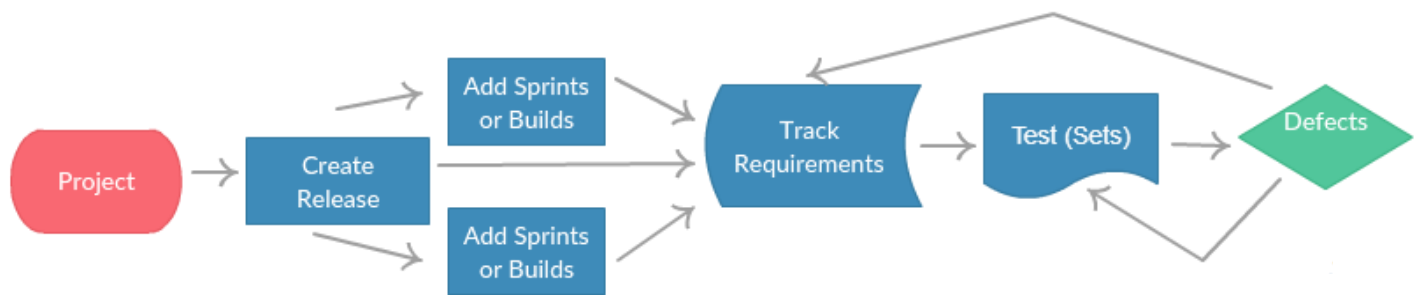 Project
Create
Release
Add Sprints
or Builds
Add Sprints
or Builds
Track
Requirements
Test (Sets)
Defects